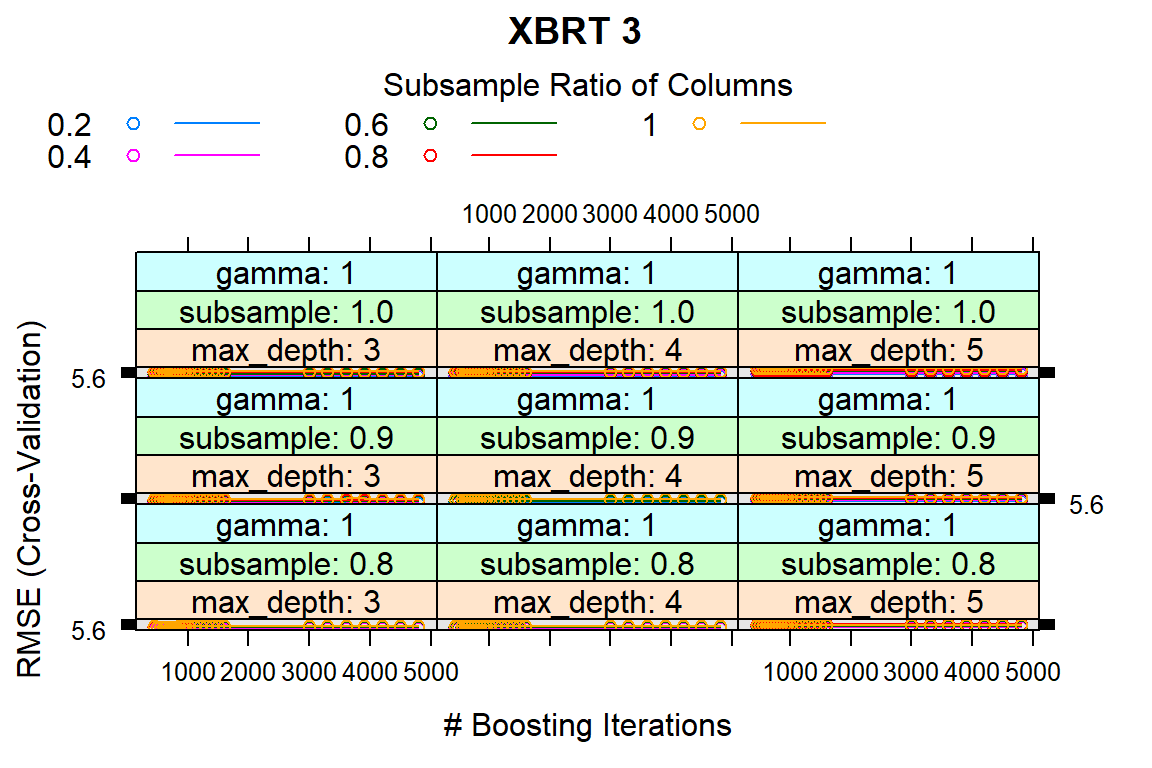 XBRT 3
Subsample Ratio of Columns
0.2 0.6 1
0.4 0.8
1000 2000 3000 4000 5000
gamma: 1 gamma: 1 gamma: 1
subsample: 1.0 subsample: 1.0 subsample: 1.0
max_depth: 3 max_depth: 4 max_depth: 5
5.6
gamma: 1 gamma: 1 gamma: 1
subsample: 0.9 subsample: 0.9 subsample: 0.9
max_depth: 3 max_depth: 4 max_depth: 5
5.6
gamma: 1 gamma: 1 gamma: 1
subsample: 0.8 subsample: 0.8 subsample: 0.8
max_depth: 3 max_depth: 4 max_depth: 5
5.6
1000 2000 3000 4000 5000 1000 2000 3000 4000 5000
# Boosting Iterations
RMSE (Cross-Validation)